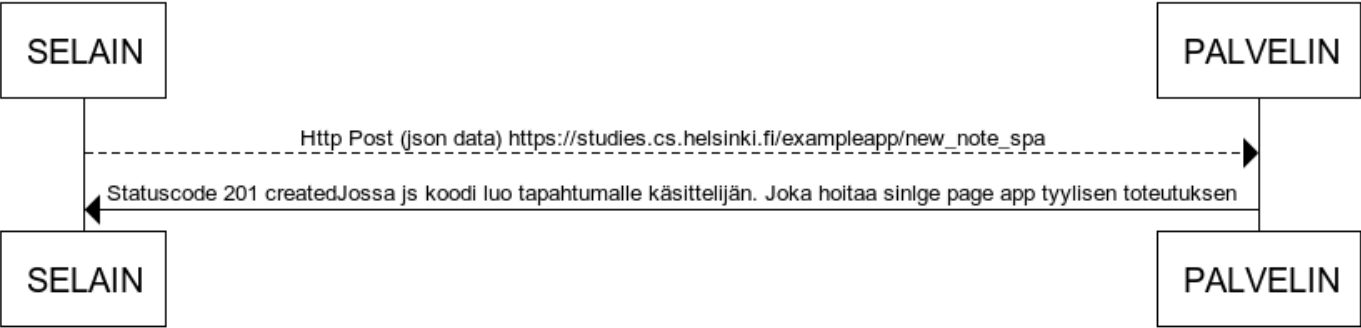 SELAIN
PALVELIN
Http Post (json data) https://studies.cs.helsinki.fi/exampleapp/new_note_spa
Statuscode 201 createdJossa js koodi luo tapahtumalle käsittelijän. Joka hoitaa sinlge page app tyylisen toteutuksen
SELAIN
PALVELIN